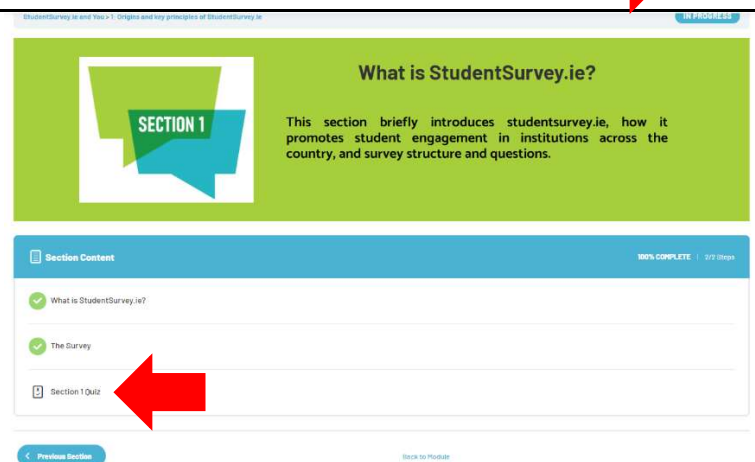 StudentSurvey.ie and You > 1: Origins and key principles of StudentSurvey.ie
IN PROGRESS
What is StudentSurvey.ie?
SECTION 1
This section briefly introduces studentsurvey.ie, how it
promotes student engagement in institutions across the
country, and survey structure and questions.
Section Content
100% COMPLETE | 2/2 Steps
What is StudentSurvey.ie?
The Survey
Section 1 Quiz
Previous Section
Back to Module